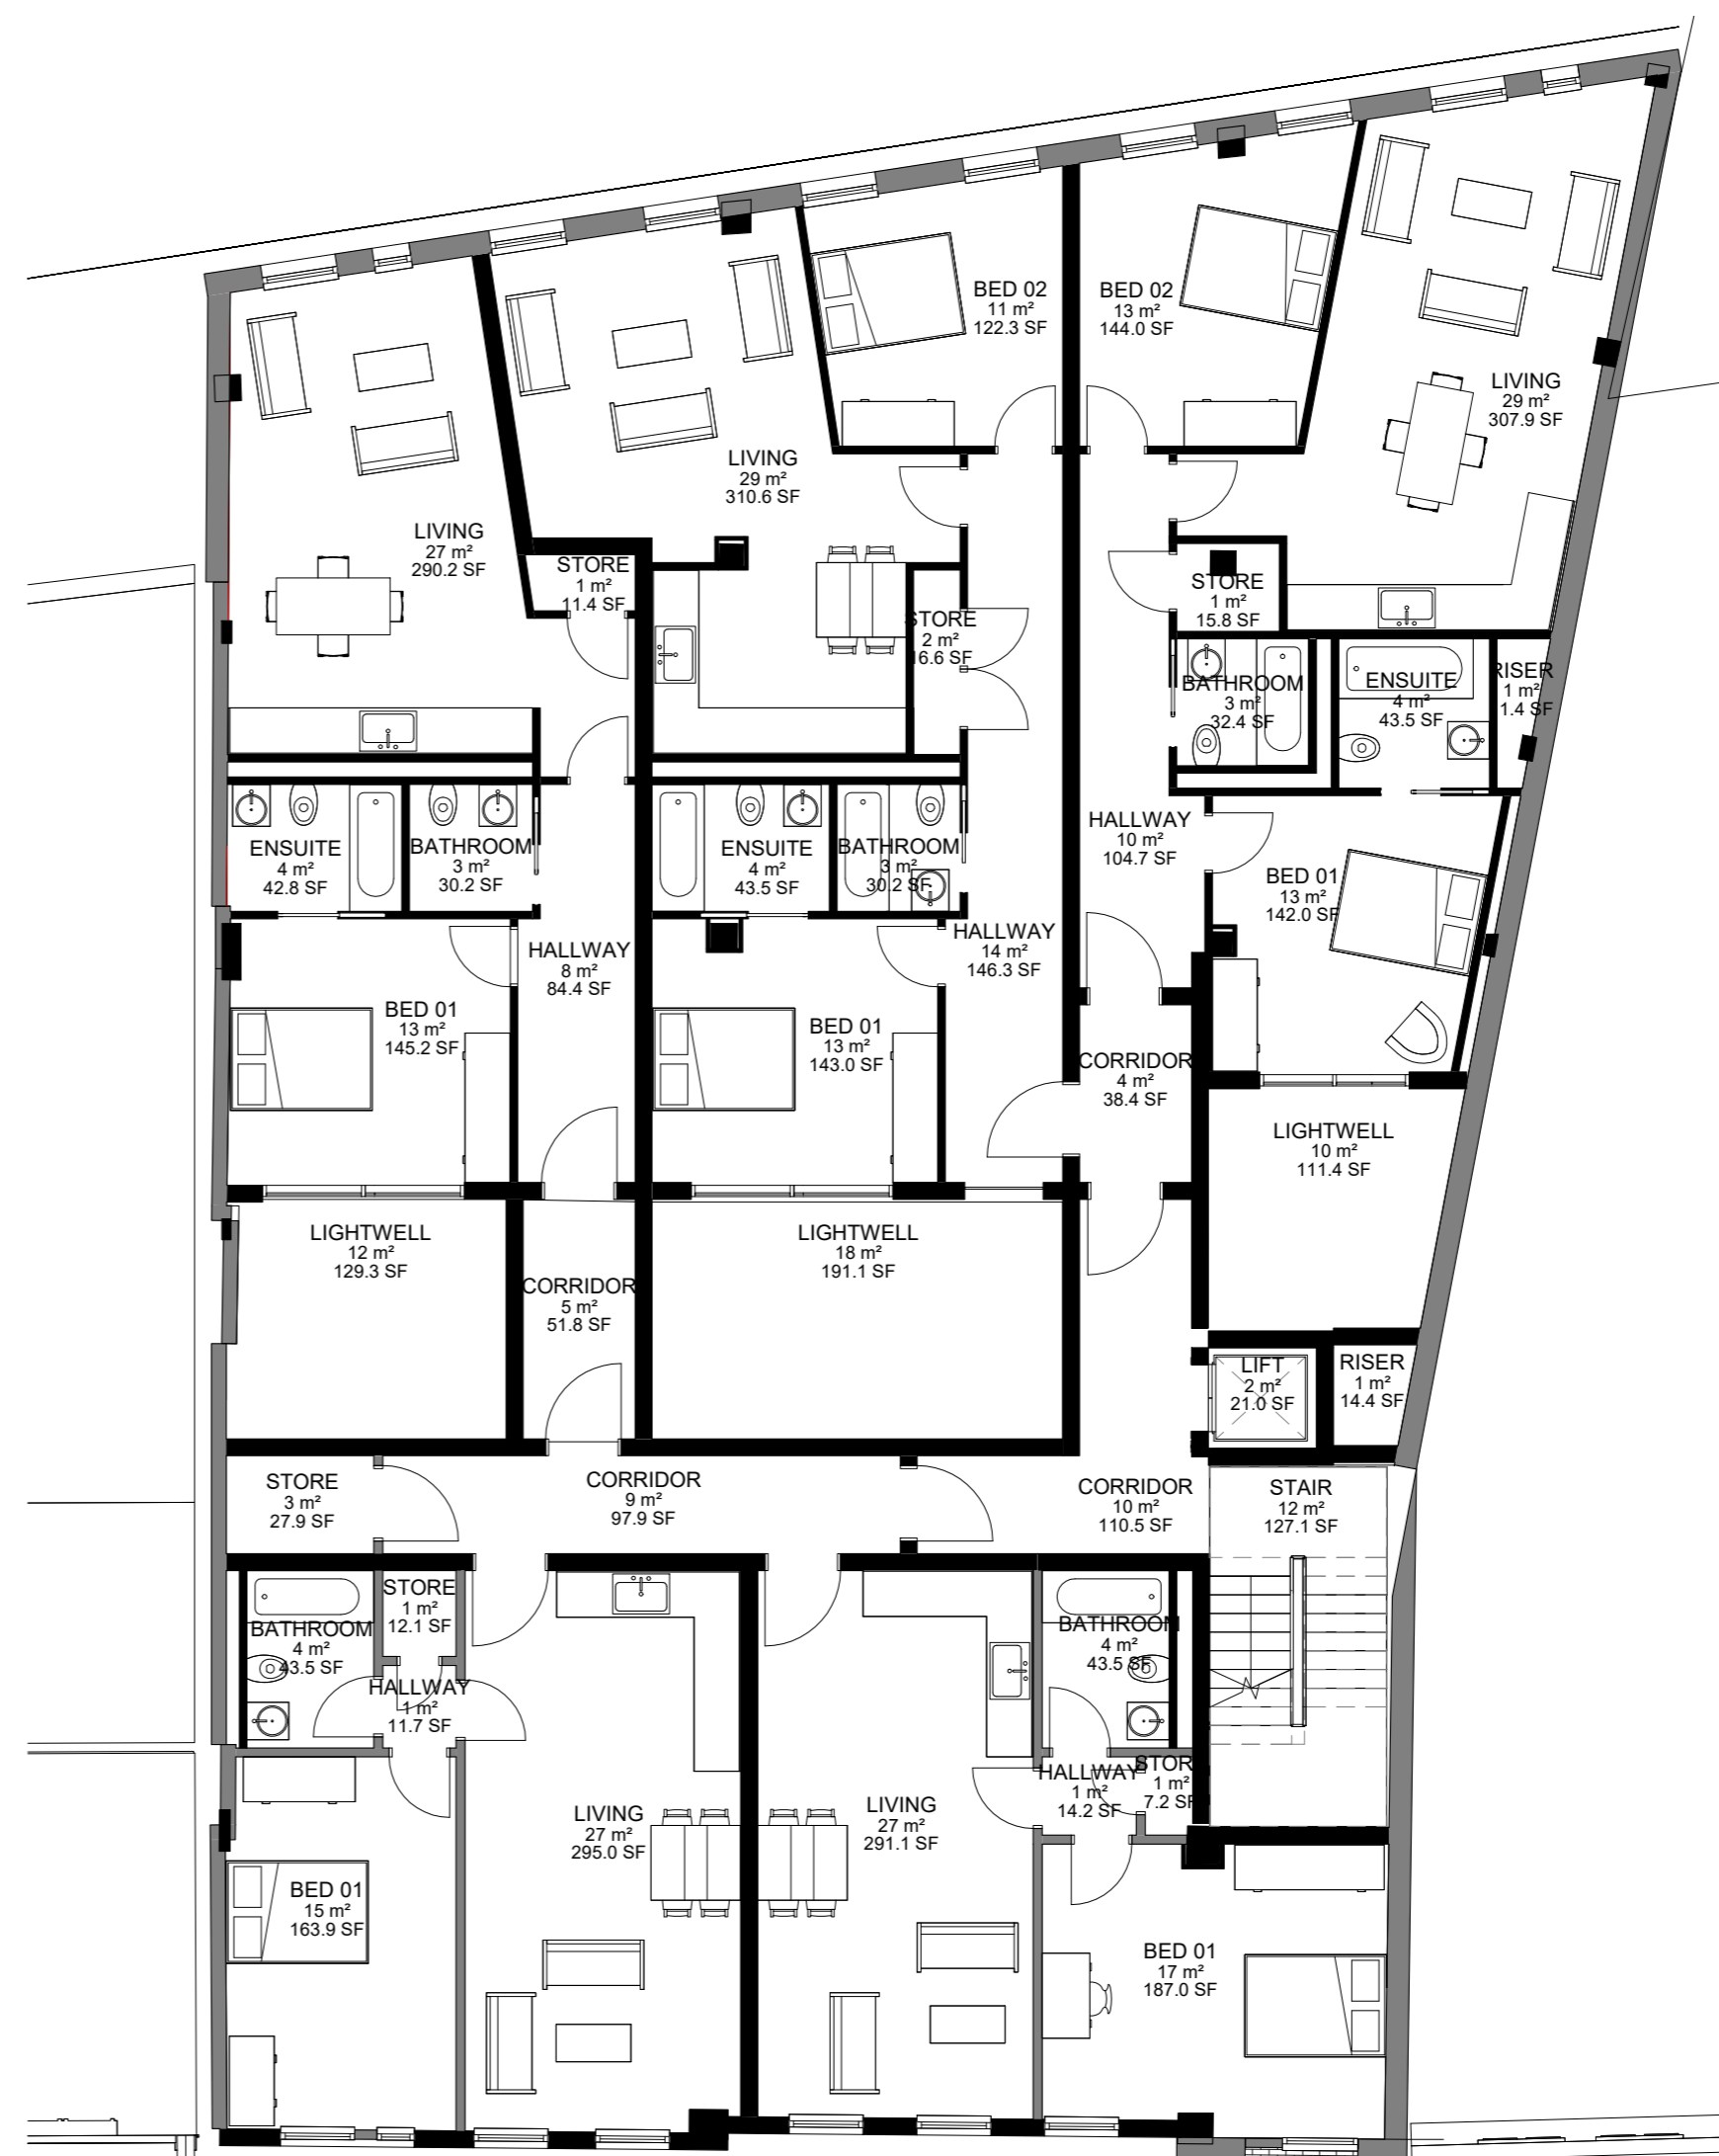 BED 02
11 m²
122.3 SF
BED 02
13 m²
144.0 SF
LIVING
29 m²
307.9 SF
LIVING
29 m²
310.6 SF
LIVING
27 m²
290.2 SF
STORE
1 m²
11.4 SF
STORE
1 m²
15.8 SF
STORE
2 m²
16.6 SF
BATHROOM
3 m²
32.4 SF
ENSUITE
4 m²
43.5 SF
RISER
1 m²
1.4 SF
ENSUITE
4 m²
42.8 SF
BATHROOM
3 m²
30.2 SF
ENSUITE
4 m²
43.5 SF
BATHROOM
3 m²
30.2 SF
HALLWAY
10 m²
104.7 SF
BED 01
13 m²
142.0 SF
HALLWAY
8 m²
84.4 SF
HALLWAY
14 m²
146.3 SF
BED 01
13 m²
145.2 SF
BED 01
13 m²
143.0 SF
CORRIDOR
4 m²
38.4 SF
LIGHTWELL
10 m²
111.4 SF
LIGHTWELL
12 m²
129.3 SF
LIGHTWELL
18 m²
191.1 SF
CORRIDOR
5 m²
51.8 SF
LIFT
2 m²
21.0 SF
RISER
1 m²
14.4 SF
STORE
3 m²
27.9 SF
CORRIDOR
9 m²
97.9 SF
CORRIDOR
10 m²
110.5 SF
STAIR
12 m²
127.1 SF
STORE
1 m²
12.1 SF
BATHROOM
4 m²
43.5 SF
HALLWAY
1 m²
11.7 SF
BATHROOM
4 m²
43.5 SF
HALLWAY
1 m²
14.2 SF
STOR
1 m²
7.2 SF
LIVING
27 m²
295.0 SF
LIVING
27 m²
291.1 SF
BED 01
15 m²
163.9 SF
BED 01
17 m²
187.0 SF